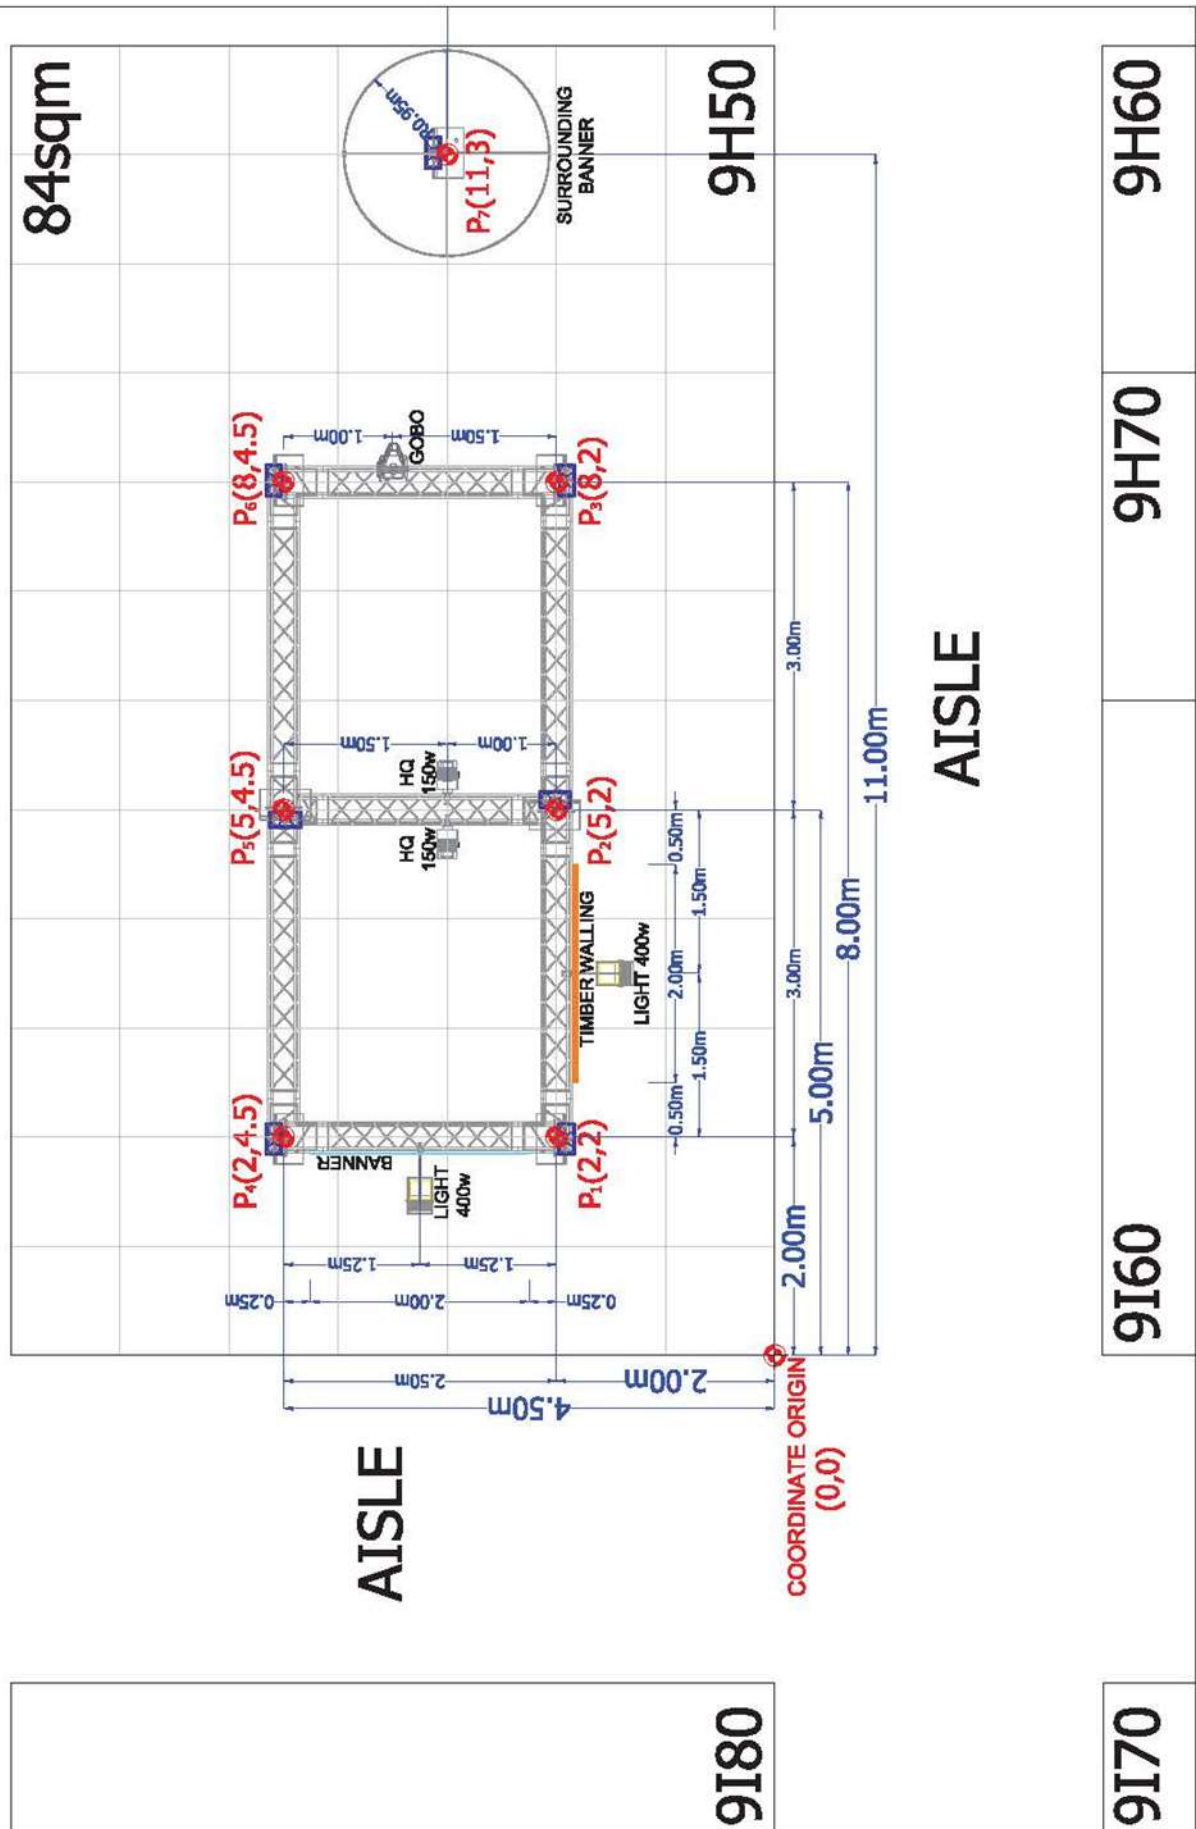 84sqm
R0.95m
P₇(11,3)
SURROUNDING
BANNER
9H50
9H60
P₆(8,4.5)
1.00m
GOBO
1.50m
P₃(8,2)
9H70
P₅(5,4.5)
1.50m
HQ
150w
1.00m
HQ
150w
P₂(5,2)
3.00m
11.00m
AISLE
TIMBER WALLING
LIGHT 400w
0.50m
2.00m
0.50m
1.50m
1.50m
3.00m
5.00m
8.00m
P₄(2,4.5)
BANNER
LIGHT
400w
P₁(2,2)
1.25m
1.25m
0.25m
2.00m
0.25m
2.00m
9I60
2.50m
2.00m
4.50m
AISLE
COORDINATE ORIGIN
(0,0)
9I80
9I70